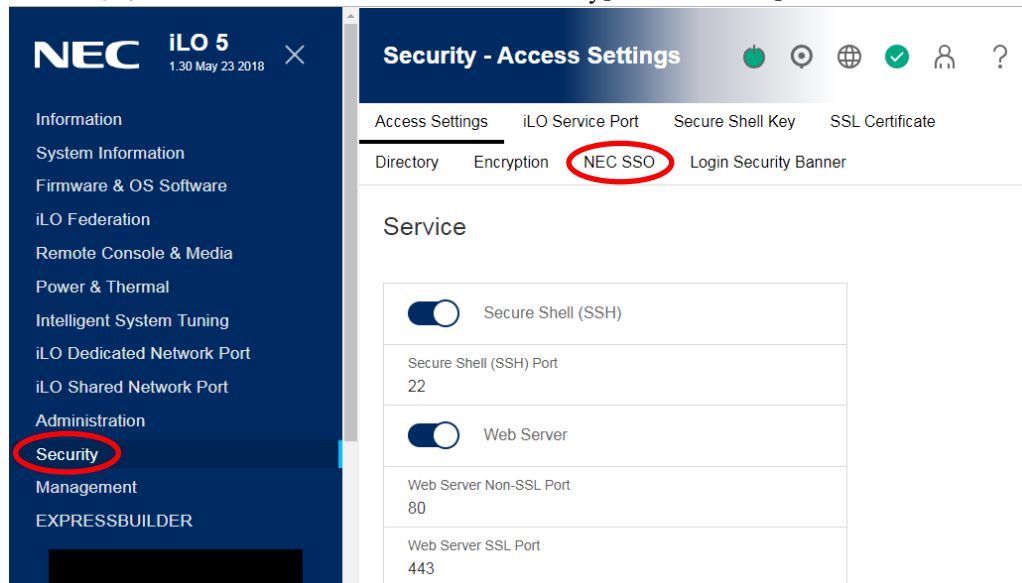 NEC
iLO 5
1.30 May 23 2018
Information
System Information
Firmware & OS Software
iLO Federation
Remote Console & Media
Power & Thermal
Intelligent System Tuning
iLO Dedicated Network Port
iLO Shared Network Port
Administration
Security
Management
EXPRESSBUILDER
Security - Access Settings
?
Access Settings iLO Service Port Secure Shell Key SSL Certificate
Directory Encryption NEC SSO Login Security Banner
Service
Secure Shell (SSH)
Secure Shell (SSH) Port
22
Web Server
Web Server Non-SSL Port
80
Web Server SSL Port
443